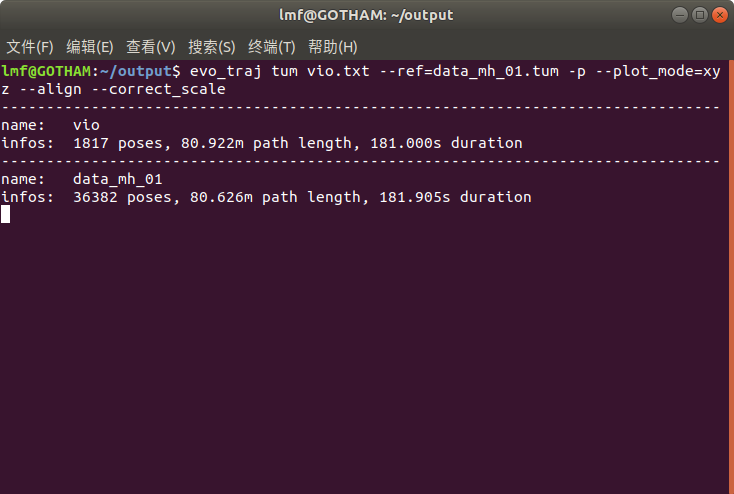 lmf@GOTHAM: ~/output
文件(F) 编辑(E) 查看(V) 搜索(S) 终端(T) 帮助(H)
lmf@GOTHAM:~/output$ evo_traj tum vio.txt --ref=data_mh_01.tum -p --plot_mode=xy
z --align --correct_scale
--------------------------------------------------------------------------------
name:   vio
infos:  1817 poses, 80.922m path length, 181.000s duration
--------------------------------------------------------------------------------
name:   data_mh_01
infos:  36382 poses, 80.626m path length, 181.905s duration